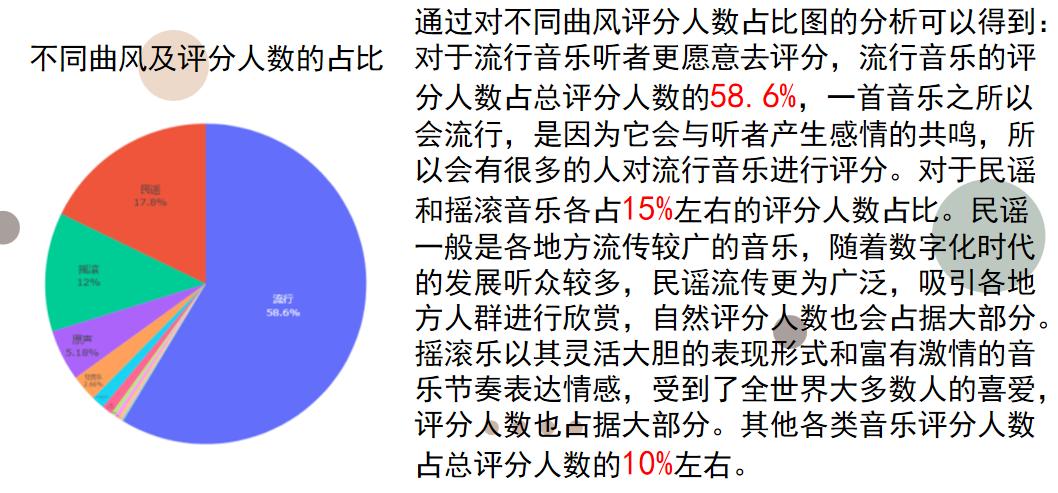 不同曲风及评分人数的占比
民谣
17.8%
摇滚
12%
原声
5.18%
流行
58.6%
通过对不同曲风评分人数占比图的分析可以得到：
对于流行音乐听者更愿意去评分，流行音乐的评
分人数占总评分人数的58.6%，一首音乐之所以
会流行，是因为它会与听者产生感情的共鸣，所
以会有很多的人对流行音乐进行评分。对于民谣
和摇滚音乐各占15%左右的评分人数占比。民谣
一般是各地方流传较广的音乐，随着数字化时代
的发展听众较多，民谣流传更为广泛，吸引各地
方人群进行欣赏，自然评分人数也会占据大部分。
摇滚乐以其灵活大胆的表现形式和富有激情的音
乐节奏表达情感，受到了全世界大多数人的喜爱，
评分人数也占据大部分。其他各类音乐评分人数
占总评分人数的10%左右。